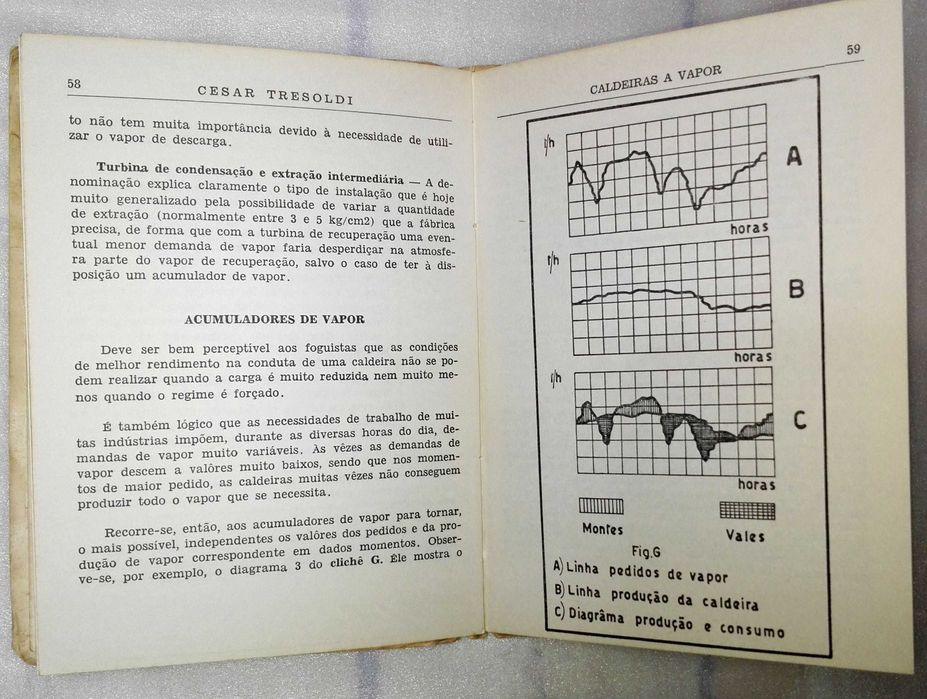 58
CESAR TRESOLDI
to não tem muita importância devido à necessidade de utili-
zar o vapor de descarga.
Turbina de condensação e extração intermediária — A de-
nominação explica claramente o tipo de instalação que é hoje
muito generalizado pela possibilidade de variar a quantidade
de extração (normalmente entre 3 e 5 kg/cm2) que a fábrica
precisa, de forma que com a turbina de recuperação uma even-
tual menor demanda de vapor faria desperdiçar na atmosfe-
ra parte do vapor de recuperação, salvo o caso de ter à dis-
posição um acumulador de vapor.
ACUMULADORES DE VAPOR
Deve ser bem perceptível aos foguistas que as condições
de melhor rendimento na conduta de uma caldeira não se po-
dem realizar quando a carga é muito reduzida nem muito me-
nos quando o regime é forçado.
É também lógico que as necessidades de trabalho de mui-
tas indústrias impõem, durante as diversas horas do dia, de-
mandas de vapor muito variáveis. Às vêzes as demandas de
vapor descem a valôres muito baixos, sendo que nos momen-
tos de maior pedido, as caldeiras muitas vêzes não conseguem
produzir todo o vapor que se necessita.
Recorre-se, então, aos acumuladores de vapor para tornar,
o mais possível, independentes os valôres dos pedidos e da pro-
dução de vapor correspondente em dados momentos. Obser-
ve-se, por exemplo, o diagrama 3 do clichê G. Êle mostra o
59
CALDEIRAS A VAPOR
t/h
A
horas
t/h
B
horas
t/h
C
horas
Montes
Vales
Fig.G
A) Linha pedidos de vapor
B) Linha produção da caldeira
C) Diagrâma produção e consumo